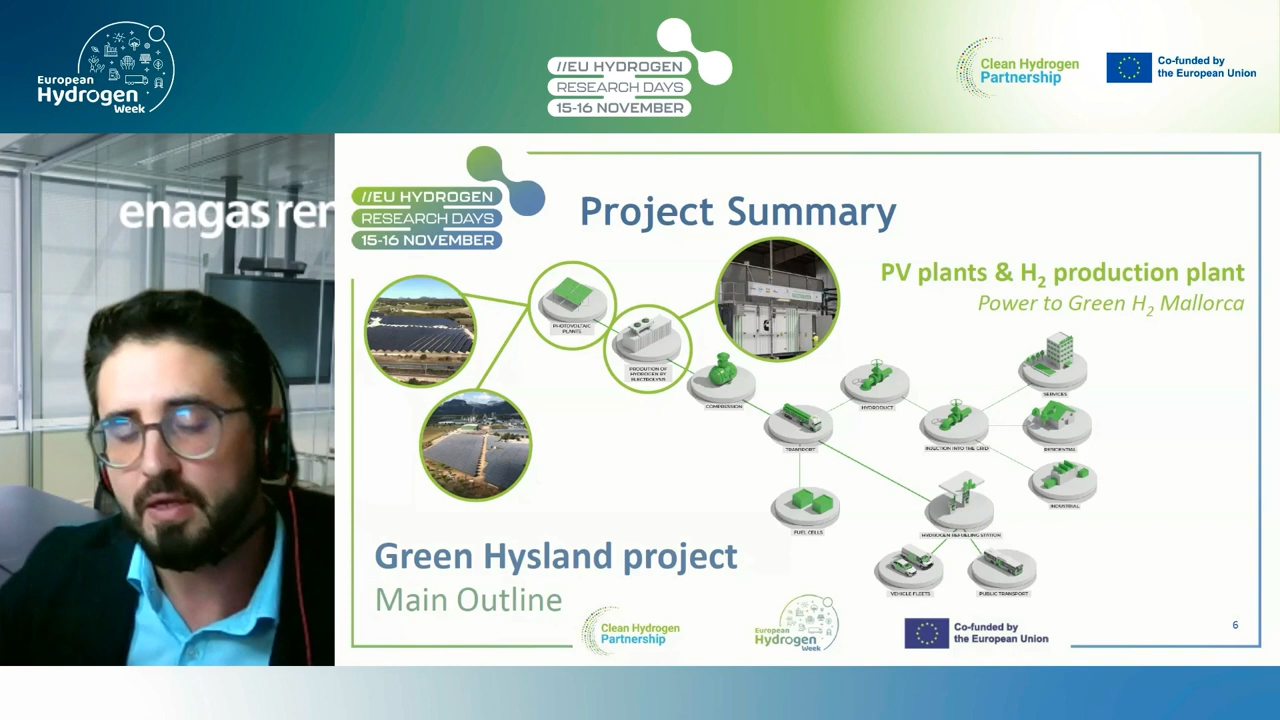 European
Hydrogen
Week
//EU HYDROGEN
RESEARCH DAYS
15-16 NOVEMBER
Clean Hydrogen
Partnership
Co-funded by
the European Union
enagas ren
//EU HYDROGEN
RESEARCH DAYS
15-16 NOVEMBER
Project Summary
PV plants & H₂ production plant
Power to Green H₂ Mallorca
PHOTOVOLTAIC
PLANTS
PRODUTION OF
HYDROGEN BY
ELECTROLYSIS
COMPRESSION
TRANSPORT
HYDRODUCT
INJECTION INTO THE GRID
SERVICES
RESIDENTIAL
INDUSTRIAL
FUEL CELLS
HYDROGEN REFUELING STATION
VEHICLE FLEETS
PUBLIC TRANSPORT
Green Hysland project
Main Outline
Clean Hydrogen
Partnership
European
Hydrogen
Week
Co-funded by
the European Union
6